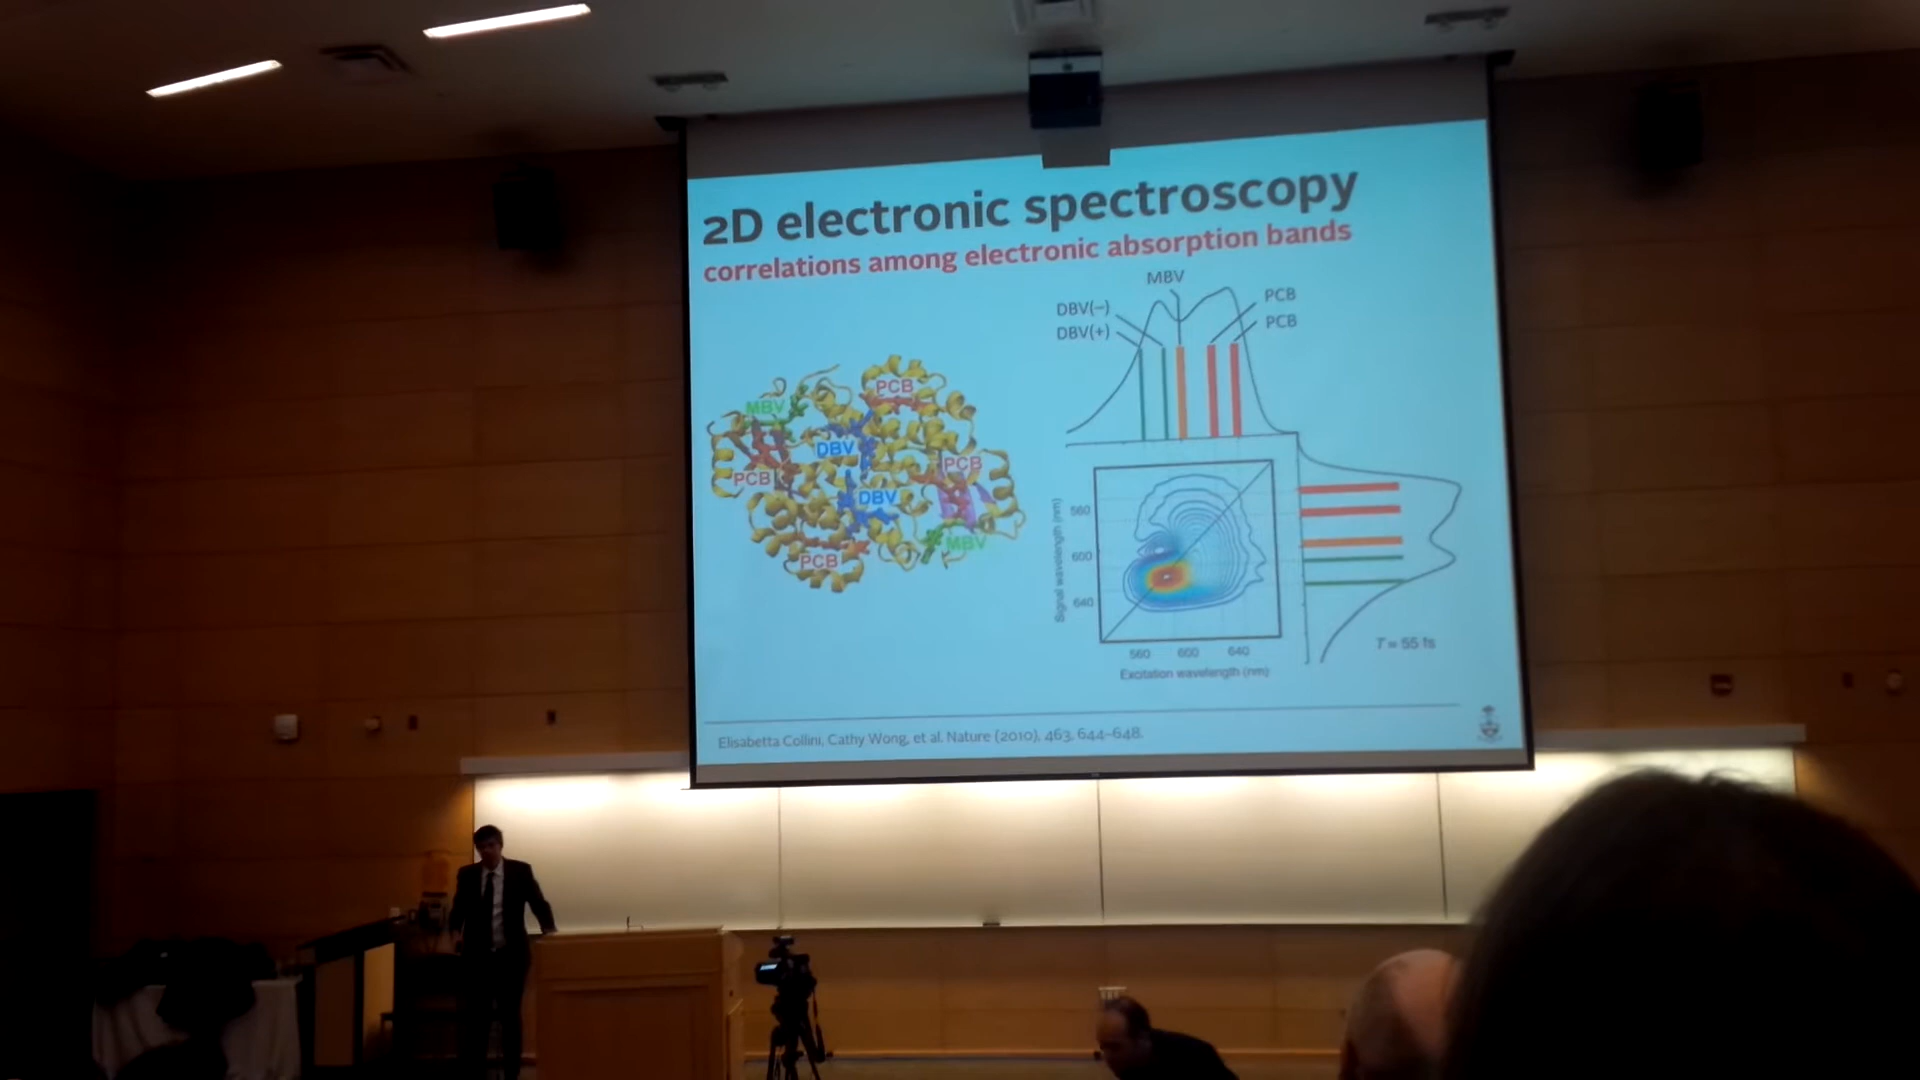 2D electronic spectroscopy
correlations among electronic absorption bands
MBV
DBV(−)
PCB
DBV(+)
PCB
PCB
MBV
DBV
PCB
PCB
DBV
MBV
PCB
Signal wavelength (nm)
560
600
640
560 600 640
Excitation wavelength (nm)
T = 55 fs
Elisabetta Collini, Cathy Wong, et al. Nature (2010), 463, 644–648.